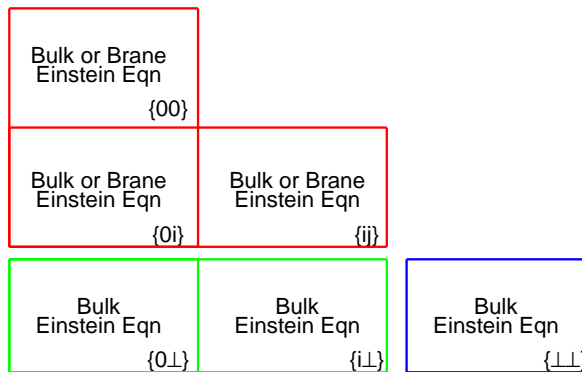 Bulk or Brane
Einstein Eqn
{00}
Bulk or Brane
Einstein Eqn
{0i}
Bulk or Brane
Einstein Eqn
{ij}
Bulk
Einstein Eqn
{0⊥}
Bulk
Einstein Eqn
{i⊥}
Bulk
Einstein Eqn
{⊥⊥}